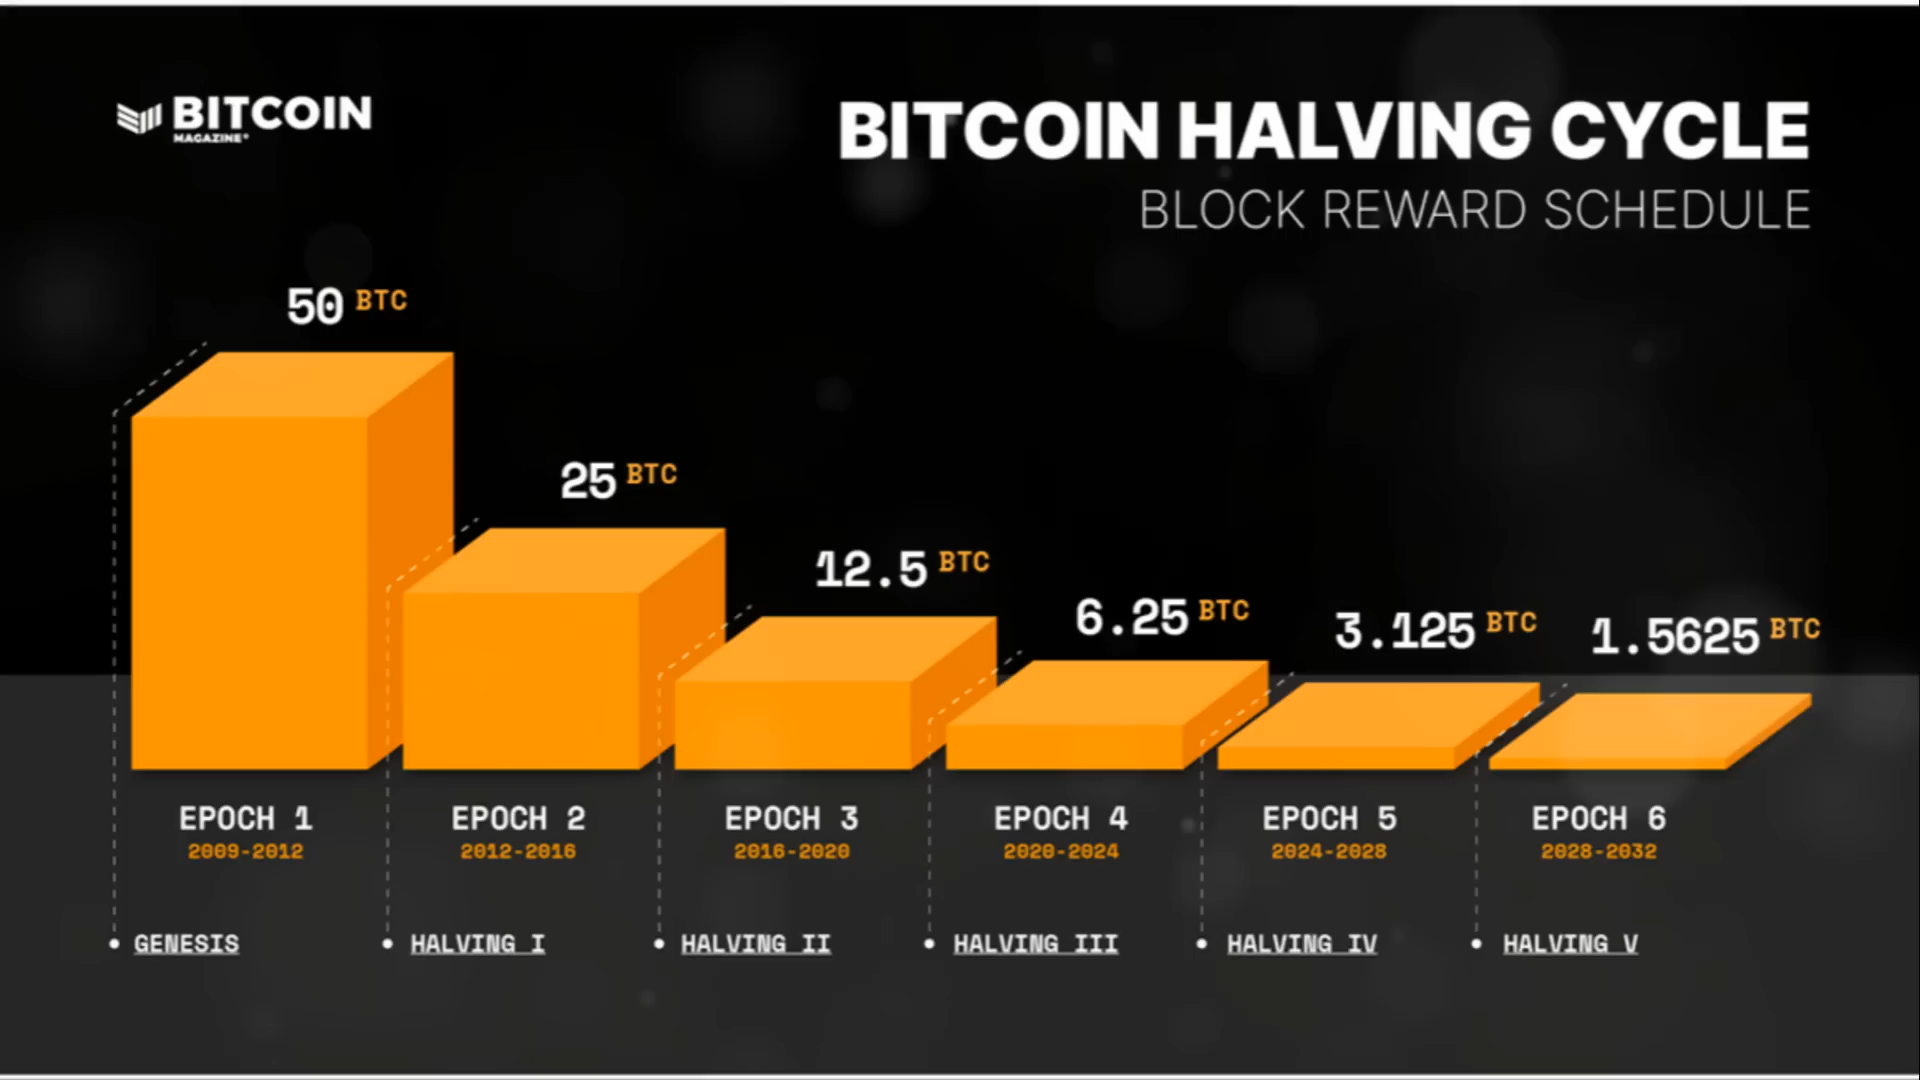 BITCOIN
MAGAZINE®
BITCOIN HALVING CYCLE
BLOCK REWARD SCHEDULE
50 BTC
25 BTC
12.5 BTC
6.25 BTC
3.125 BTC
1.5625 BTC
EPOCH 1
2009-2012
EPOCH 2
2012-2016
EPOCH 3
2016-2020
EPOCH 4
2020-2024
EPOCH 5
2024-2028
EPOCH 6
2028-2032
GENESIS
HALVING I
HALVING II
HALVING III
HALVING IV
HALVING V